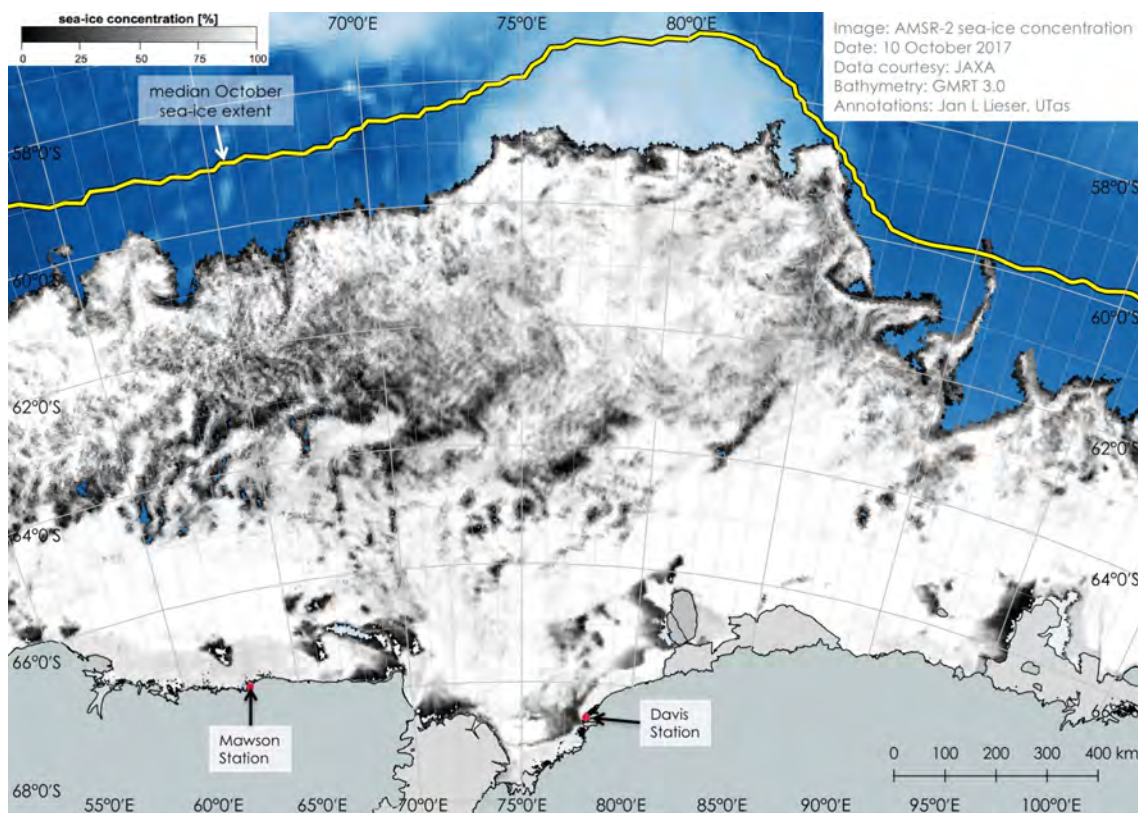 sea-ice concentration [%]
0 25 50 75 100
70°0'E 75°0'E 80°0'E
Image: AMSR-2 sea-ice concentration
Date: 10 October 2017
Data courtesy: JAXA
Bathymetry: GMRT 3.0
Annotations: Jan L Lieser, UTas
median October
sea-ice extent
58°0'S
58°0'S
60°0'S
60°0'S
62°0'S
62°0'S
64°0'S
64°0'S
66°0'S
66°0'S
Mawson
Station
Davis
Station
0 100 200 300 400 km
68°0'S
55°0'E 60°0'E 65°0'E 70°0'E 75°0'E 80°0'E 85°0'E 90°0'E 95°0'E 100°0'E